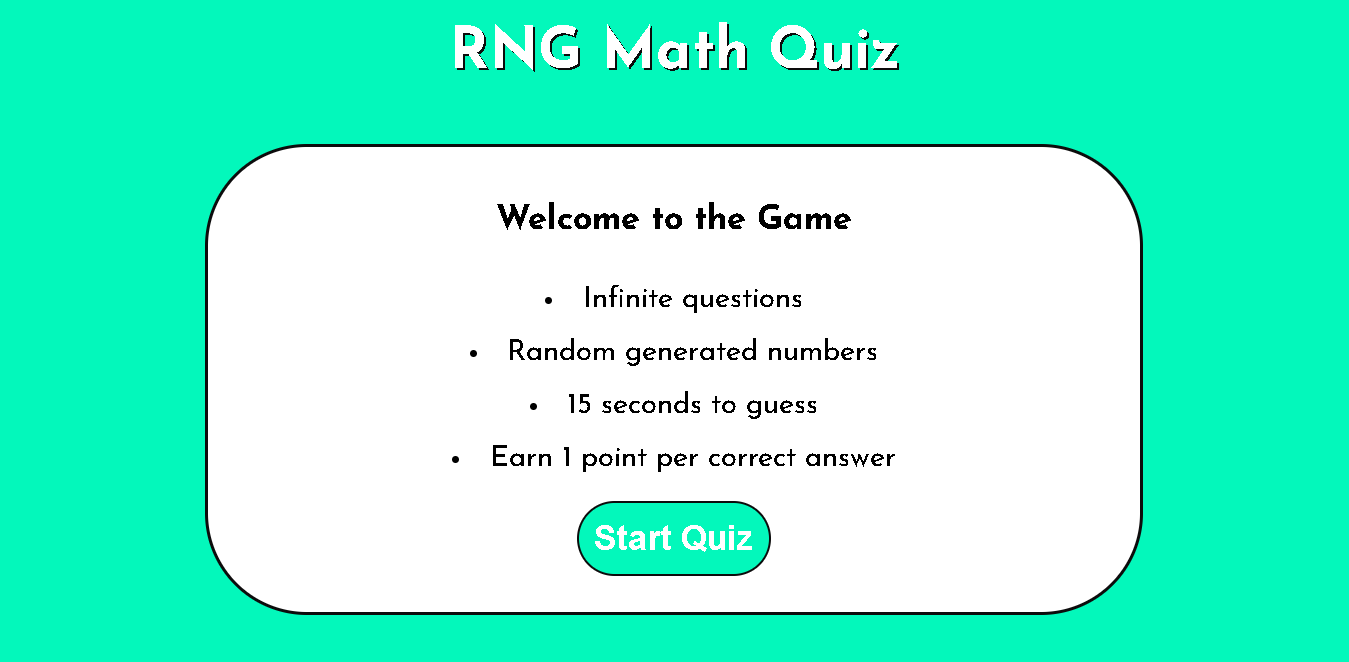 RNG Math Quiz
Welcome to the Game
• Infinite questions
• Random generated numbers
• 15 seconds to guess
• Earn 1 point per correct answer
Start Quiz